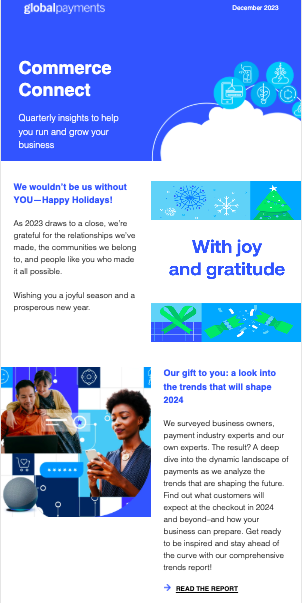 globalpayments
December 2023
Commerce
Connect
Quarterly insights to help
you run and grow your
business
We wouldn't be us without
YOU—Happy Holidays!
As 2023 draws to a close, we're
grateful for the relationships we've
made, the communities we belong
to, and people like you who made
it all possible.
Wishing you a joyful season and a
prosperous new year.
With joy
and gratitude
Our gift to you: a look into
the trends that will shape
2024
We surveyed business owners,
payment industry experts and our
own experts. The result? A deep
dive into the dynamic landscape of
payments as we analyze the
trends that are shaping the future.
Find out what customers will
expect at the checkout in 2024
and beyond–and how your
business can prepare. Get ready
to be inspired and stay ahead of
the curve with our comprehensive
trends report!
READ THE REPORT